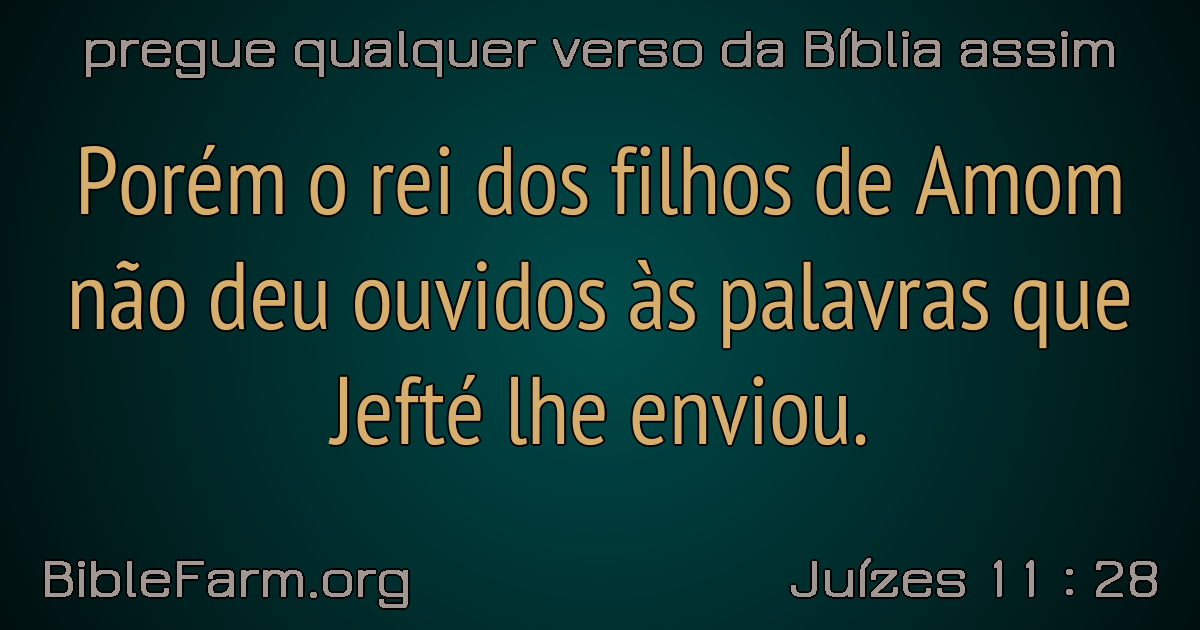 pregue qualquer verso da Bíblia assim
Porém o rei dos filhos de Amom
não deu ouvidos às palavras que
Jefté lhe enviou.
BibleFarm.org
Juízes 11 : 28